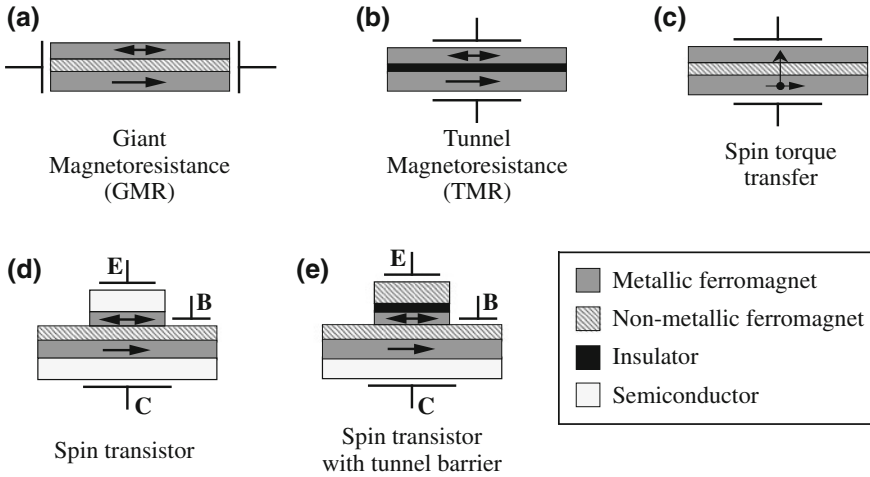 (a)
Giant
Magnetoresistance
(GMR)
(b)
Tunnel
Magnetoresistance
(TMR)
(c)
Spin torque
transfer
(d)
E
B
C
Spin transistor
(e)
E
B
C
Spin transistor
with tunnel barrier
Metallic ferromagnet
Non-metallic ferromagnet
Insulator
Semiconductor